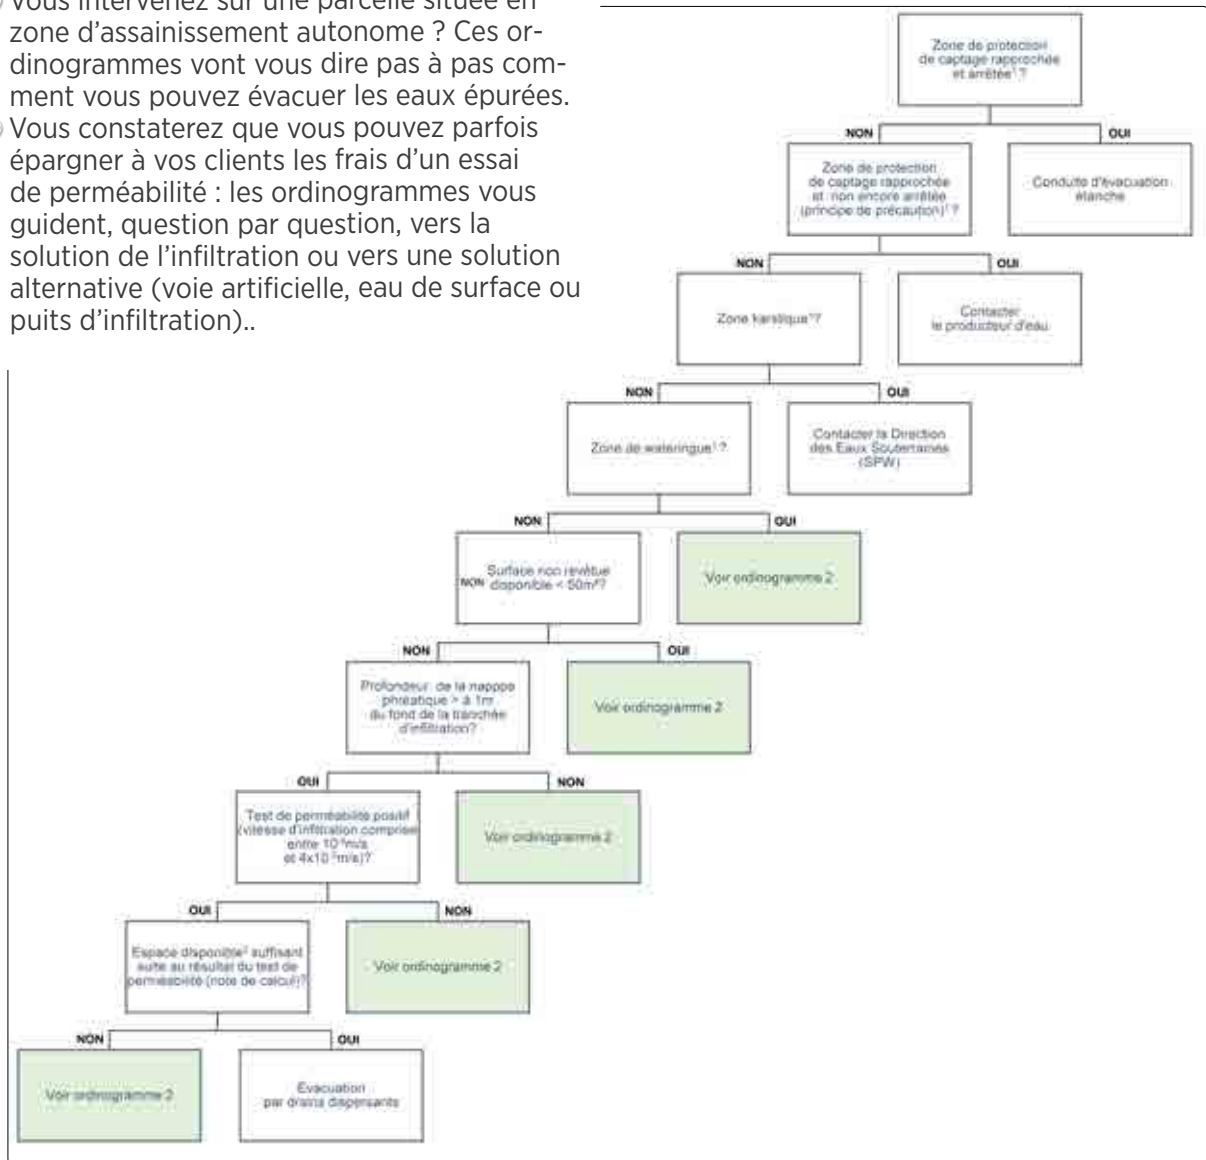 Vous intervenez sur une parcelle située en
zone d’assainissement autonome ? Ces or-
dinogrammes vont vous dire pas à pas com-
ment vous pouvez évacuer les eaux épurées.
Vous constaterez que vous pouvez parfois
épargner à vos clients les frais d’un essai
de perméabilité : les ordinogrammes vous
guident, question par question, vers la
solution de l’infiltration ou vers une solution
alternative (voie artificielle, eau de surface ou
puits d’infiltration)..
Zone de protection
de captage rapprochée
et arrêtée¹ ?
NON
OUI
Zone de protection
de captage rapprochée
et non encore arrêtée
(principe de précaution)¹ ?
Conduite d'évacuation
étanche
NON
OUI
Zone karstique¹?
Contacter
le producteur d'eau
NON
OUI
Zone de wateringue¹ ?
Contacter la Direction
des Eaux Souterraines
(SPW)
NON
OUI
Surface non revêtue
NON disponible < 50m²?
Voir ordinogramme 2
NON
OUI
Profondeur de la nappe
phréatique > à 1m
du fond de la tranchée
d'infiltration?
Voir ordinogramme 2
OUI
NON
Test de perméabilité positif
(vitesse d'infiltration comprise
entre m/s
et m/s)?
Voir ordinogramme 2
OUI
NON
Espace disponible² suffisant
suite au résultat du test de
perméabilité (note de calcul)?
Voir ordinogramme 2
NON
OUI
Voir ordinogramme 2
Evacuation
par drains dispersants